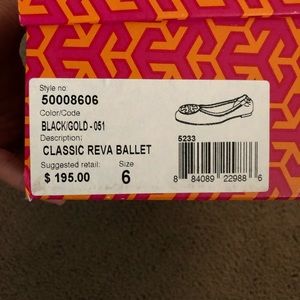 Style no:
50008606
Color/Code
BLACK/GOLD - 051
Description:
CLASSIC REVA BALLET
Suggested retail: Size
$ 195.00 6
5233
8 84089 22988 6